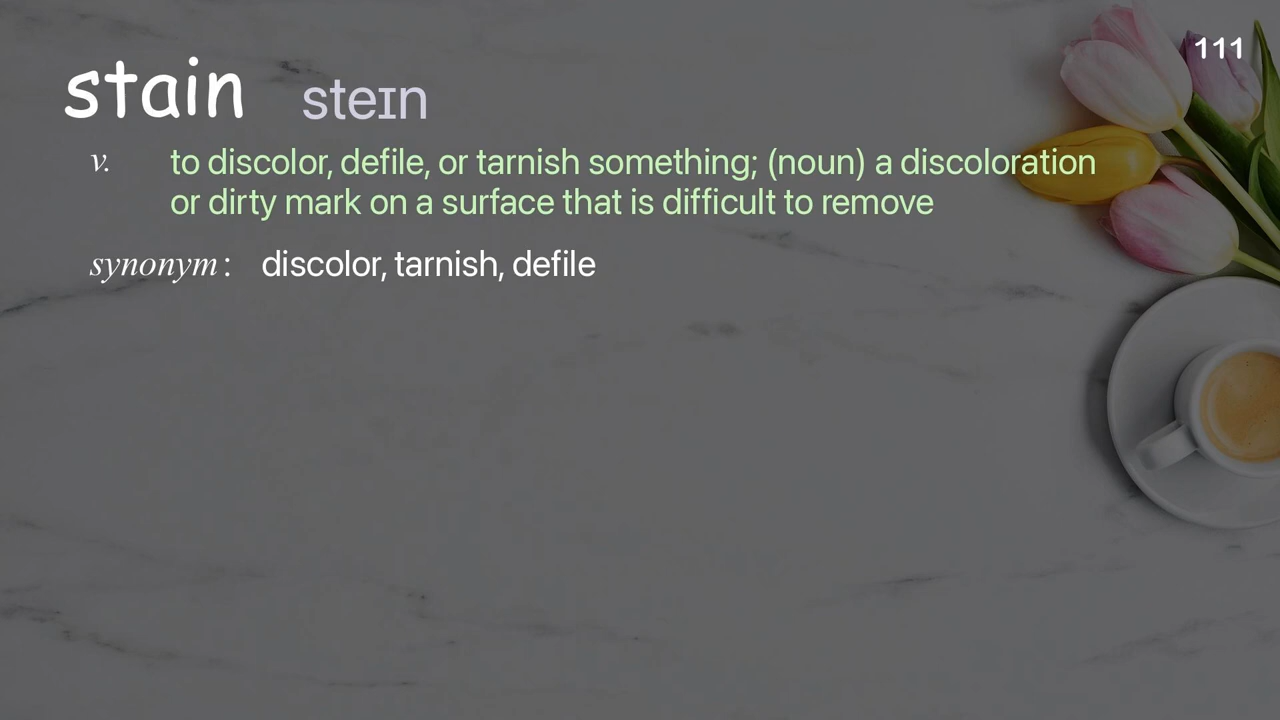 111
stain steɪn
v. to discolor, defile, or tarnish something; (noun) a discoloration
or dirty mark on a surface that is difficult to remove
synonym : discolor, tarnish, defile